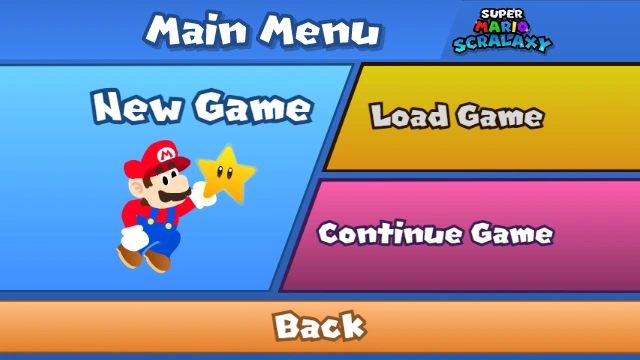 Main Menu
SUPER
MARIO
SCRALAXY
New Game
Load Game
M
Continue Game
Back